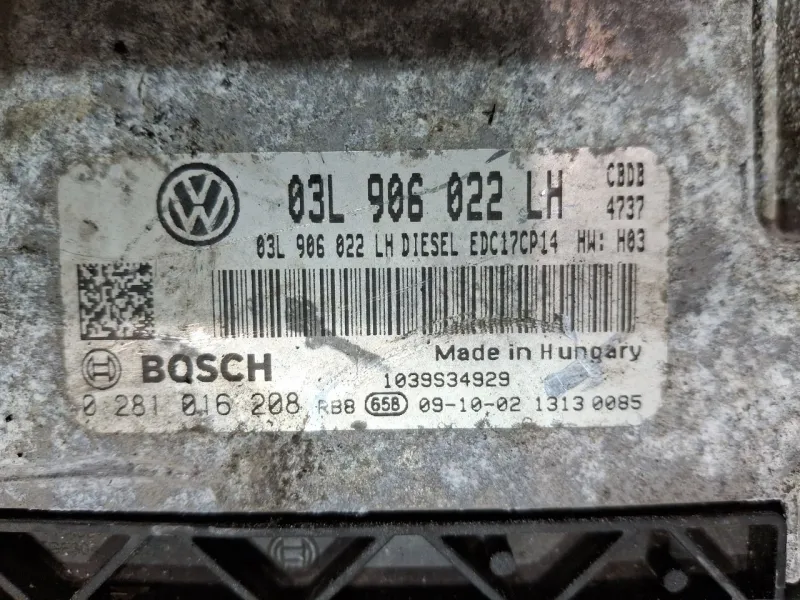 03L 906 022 LH CBDB
4737
03L 906 022 LH DIESEL EDC17CP14 HW: H03
BOSCH Made in Hungary
1039S34929
0 281 016 208 RB8 65B 09-10-02 1313 0085